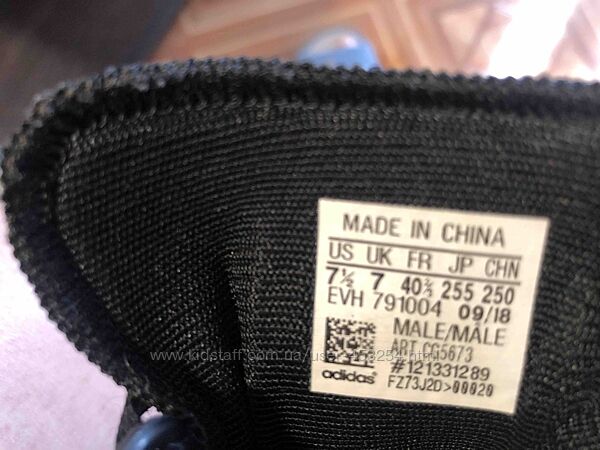 MADE IN CHINA
US UK FR JP CHN
7½ 7 40⅔ 255 250
EVH 791004 09/18
MALE/MÂLE
ART. CG5673
#121331289
adidas® FZ73J2D>00020